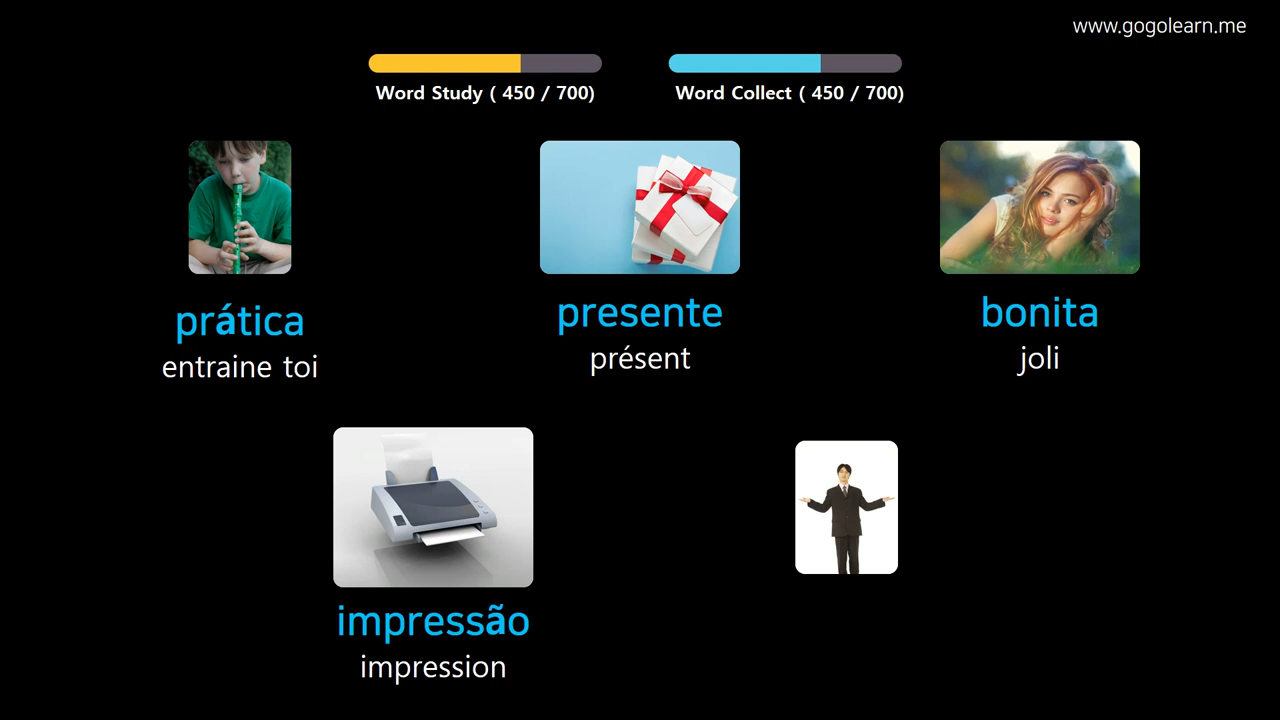 www.gogolearn.me
Word Study ( 450 / 700)
Word Collect ( 450 / 700)
prática
entraine toi
presente
présent
bonita
joli
impressão
impression